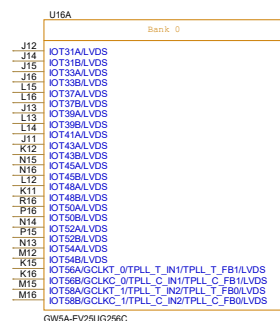 U16A
Bank 0
J12 IOT31A/LVDS
J14 IOT31B/LVDS
J15 IOT33A/LVDS
J16 IOT33B/LVDS
L15 IOT37A/LVDS
L16 IOT37B/LVDS
J13 IOT39A/LVDS
L13 IOT39B/LVDS
L14 IOT41A/LVDS
J11 IOT43A/LVDS
K12 IOT43B/LVDS
N15 IOT45A/LVDS
N16 IOT45B/LVDS
L12 IOT48A/LVDS
K11 IOT48B/LVDS
R16 IOT50A/LVDS
P16 IOT50B/LVDS
N14 IOT52A/LVDS
P15 IOT52B/LVDS
N13 IOT54A/LVDS
M12 IOT54B/LVDS
K15 IOT56A/GCLKT_0/TPLL_T_IN1/TPLL_T_FB1/LVDS
K16 IOT56B/GCLKC_0/TPLL_C_IN1/TPLL_C_FB1/LVDS
M15 IOT58A/GCLKT_1/TPLL_T_IN2/TPLL_T_FB0/LVDS
M16 IOT58B/GCLKC_1/TPLL_C_IN2/TPLL_C_FB0/LVDS
GW5A-EV25UG256C